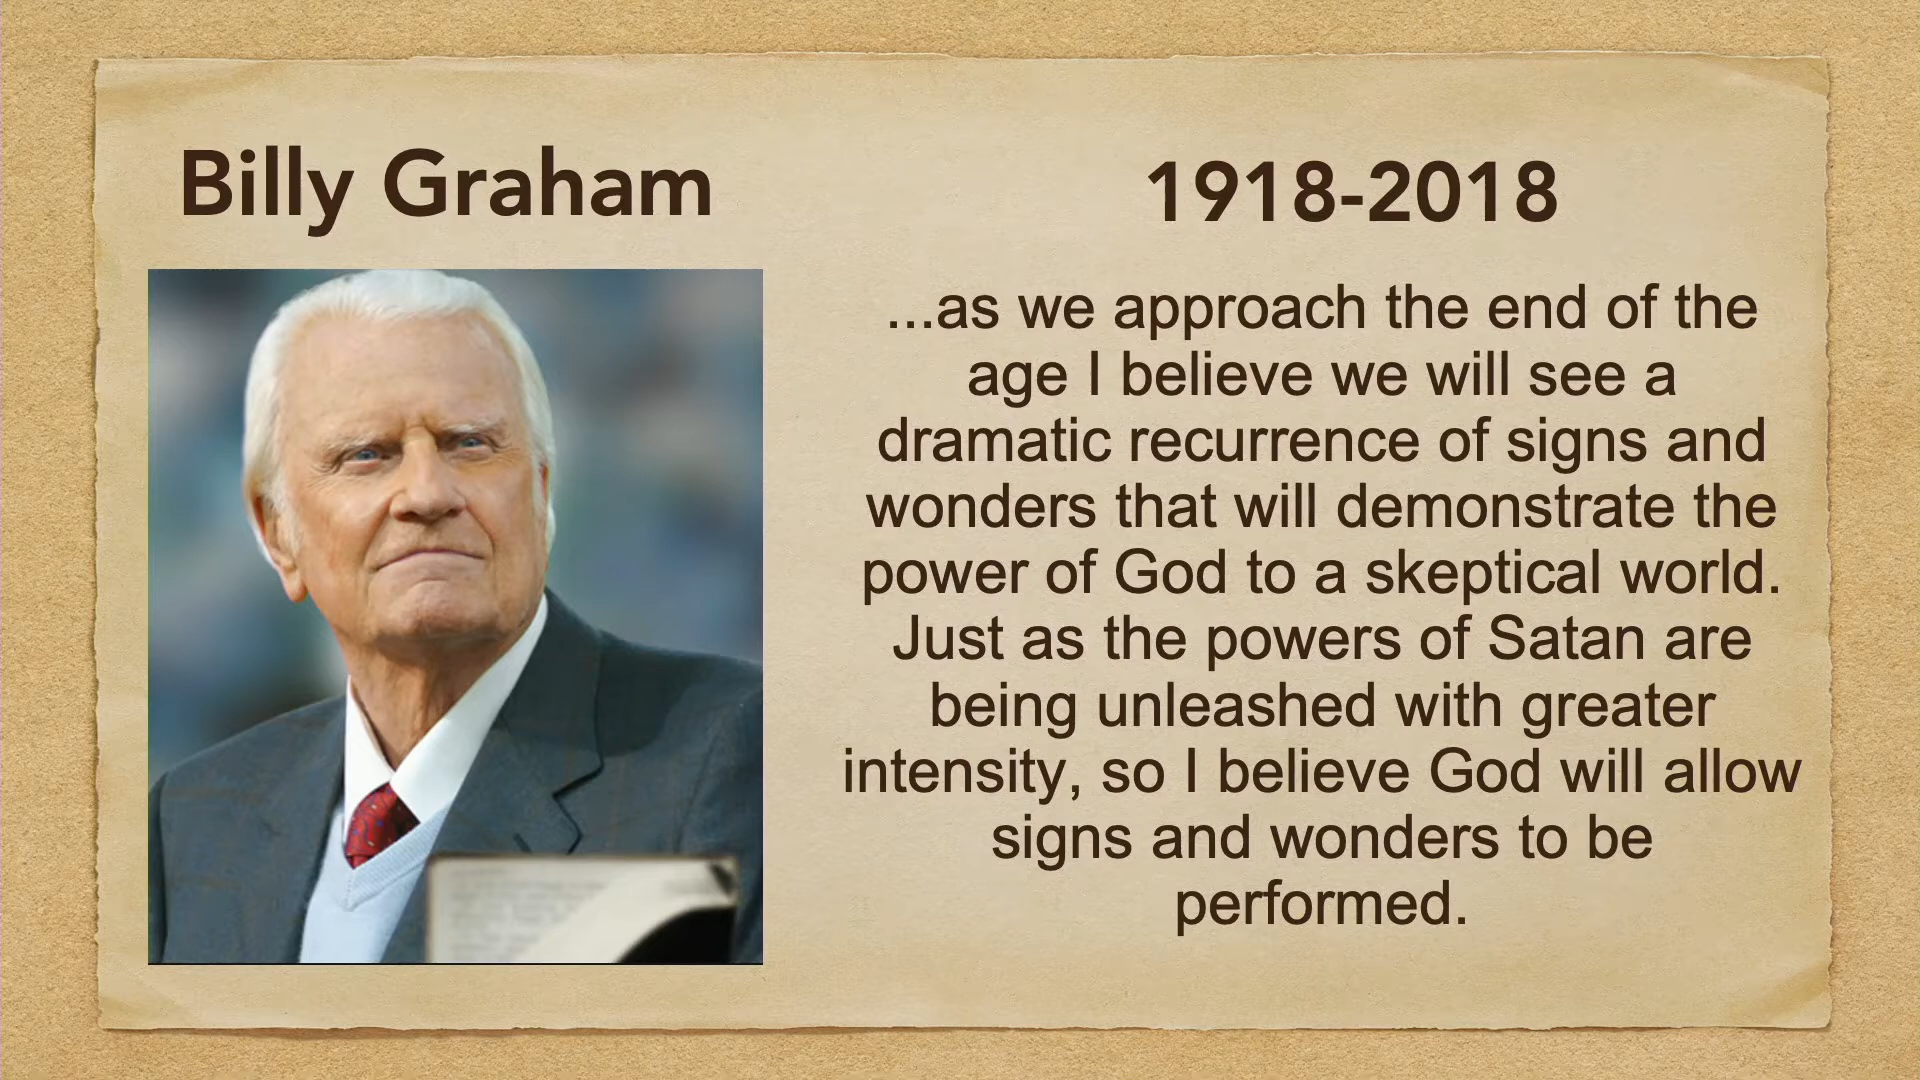 Billy Graham
1918-2018
...as we approach the end of the
age I believe we will see a
dramatic recurrence of signs and
wonders that will demonstrate the
power of God to a skeptical world.
Just as the powers of Satan are
being unleashed with greater
intensity, so I believe God will allow
signs and wonders to be
performed.